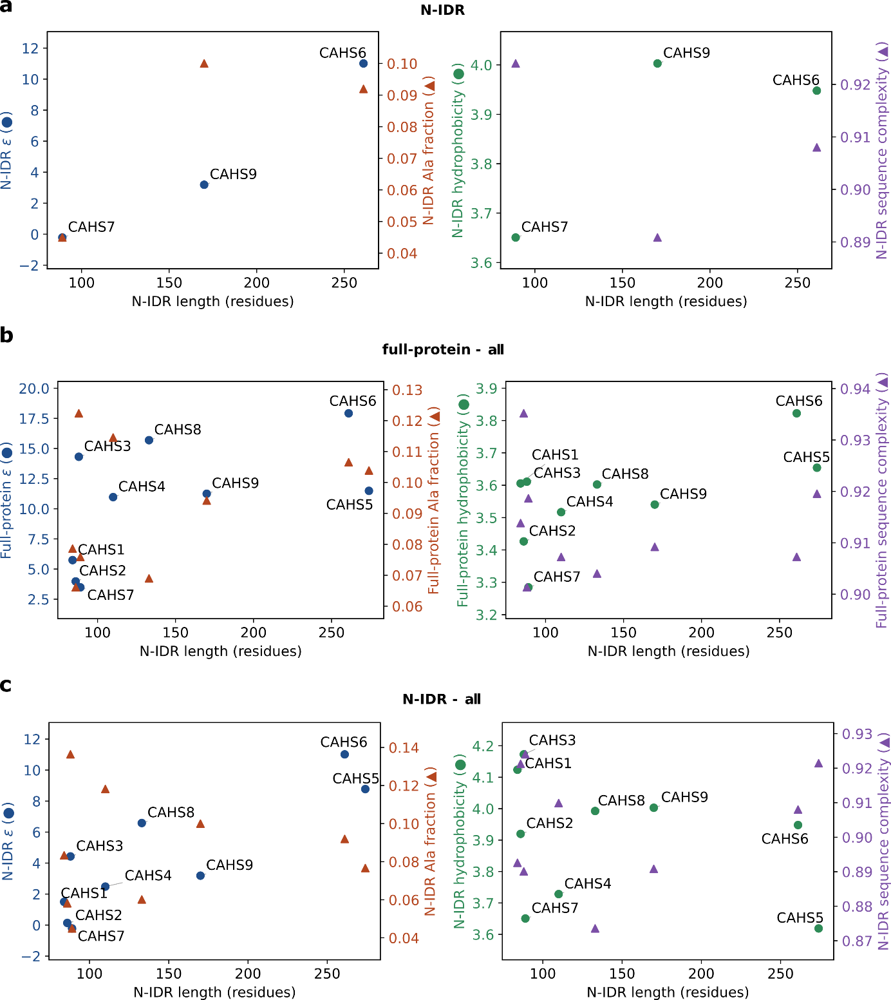 a
N-IDR
12
10
8
6
4
2
0
−2
N-IDR ε (●)
CAHS6
CAHS9
CAHS7
0.10
0.09
0.08
0.07
0.06
0.05
0.04
N-IDR Ala fraction (▲)
100
150
200
250
N-IDR length (residues)
4.0
3.9
3.8
3.7
3.6
N-IDR hydrophobicity (●)
CAHS9
CAHS6
CAHS7
0.92
0.91
0.90
0.89
N-IDR sequence complexity (▲)
100
150
200
250
N-IDR length (residues)
b
full-protein - all
20.0
17.5
15.0
12.5
10.0
7.5
5.0
2.5
Full-protein ε (●)
CAHS6
CAHS8
CAHS3
CAHS4
CAHS9
CAHS5
CAHS1
CAHS2
CAHS7
0.13
0.12
0.11
0.10
0.09
0.08
0.07
0.06
Full-protein Ala fraction (▲)
100
150
200
250
N-IDR length (residues)
3.9
3.8
3.7
3.6
3.5
3.4
3.3
3.2
Full-protein hydrophobicity (●)
CAHS6
CAHS1
CAHS5
CAHS3
CAHS8
CAHS9
CAHS4
CAHS2
CAHS7
0.94
0.93
0.92
0.91
0.90
Full-protein sequence complexity (▲)
100
150
200
250
N-IDR length (residues)
c
N-IDR - all
12
10
8
6
4
2
0
−2
N-IDR ε (●)
CAHS6
CAHS5
CAHS8
CAHS3
CAHS9
CAHS4
CAHS1
CAHS2
CAHS7
0.14
0.12
0.10
0.08
0.06
0.04
N-IDR Ala fraction (▲)
100
150
200
250
N-IDR length (residues)
4.2
4.1
4.0
3.9
3.8
3.7
3.6
N-IDR hydrophobicity (●)
CAHS3
CAHS1
CAHS8
CAHS9
CAHS2
CAHS6
CAHS4
CAHS7
CAHS5
0.93
0.92
0.91
0.90
0.89
0.88
0.87
N-IDR sequence complexity (▲)
100
150
200
250
N-IDR length (residues)